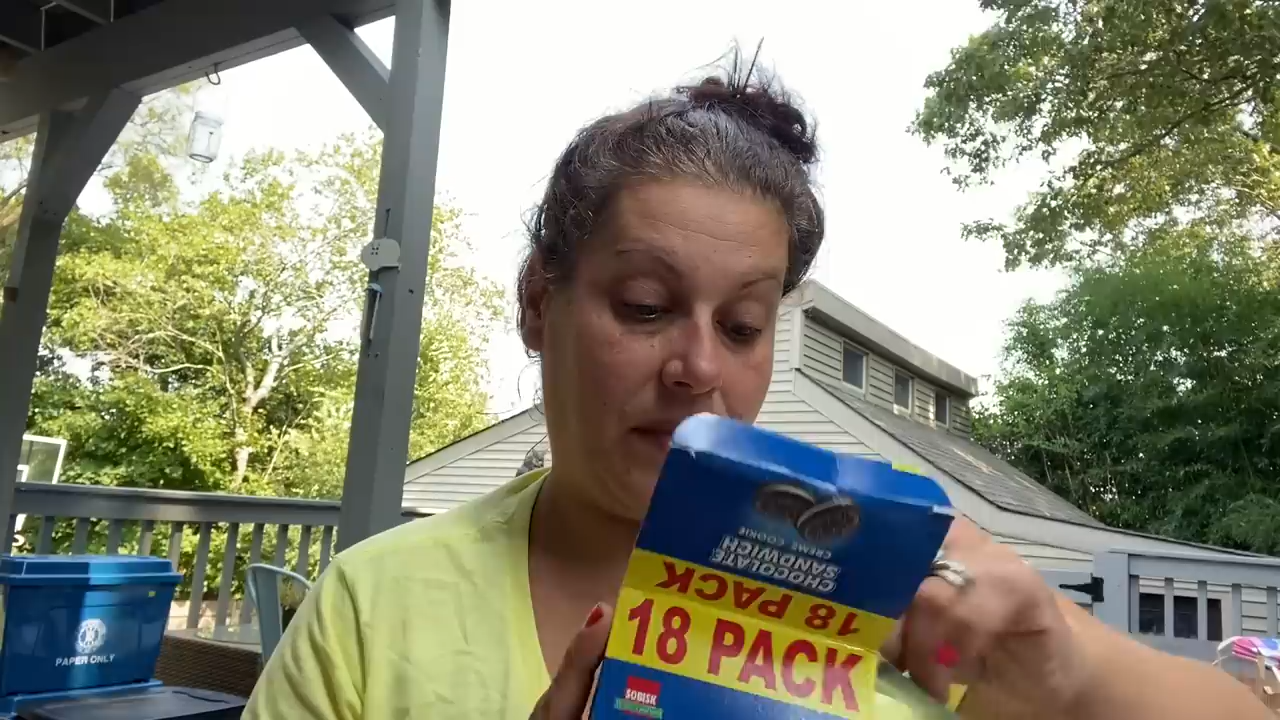 PAPER ONLY
CREME COOKIE
SANDWICH
CHOCOLATE
18 PACK
18 PACK
SOBISK